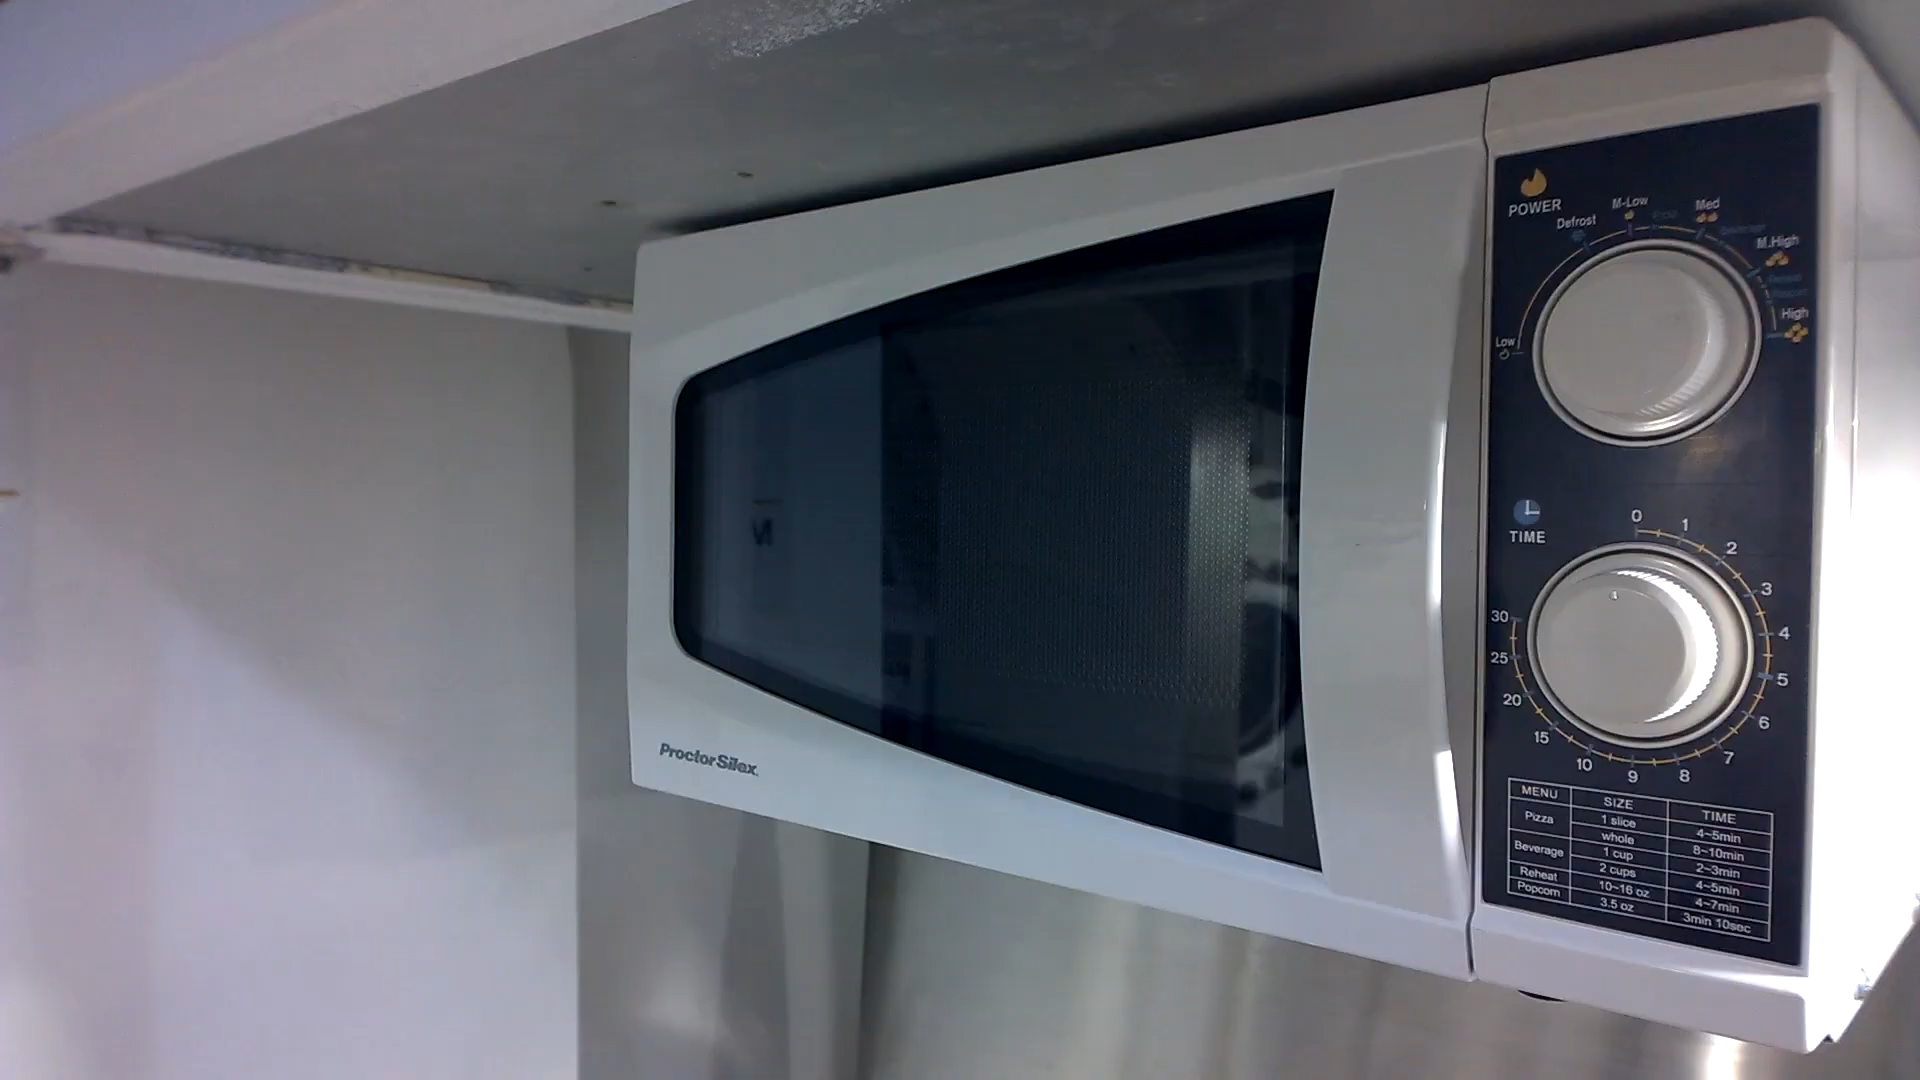 POWER
Low
Defrost
M-Low
Med
M.High
High
TIME
0
1
2
3
4
5
6
7
8
9
10
15
20
25
30
ProctorSilex
MENU SIZE TIME
Pizza 1 slice 4~5min
whole 8~10min
Beverage 1 cup 2~3min
2 cups 4~5min
Reheat 10~16 oz 4~7min
Popcorn 3.5 oz 3min 10sec